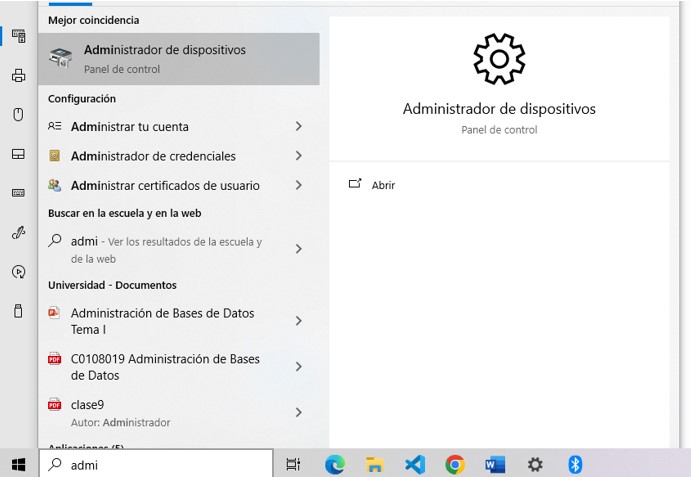 Mejor coincidencia
Administrador de dispositivos
Panel de control
Configuración
Administrar tu cuenta
Administrador de credenciales
Administrar certificados de usuario
Buscar en la escuela y en la web
admi - Ver los resultados de la escuela y
de la web
Universidad - Documentos
Administración de Bases de Datos
Tema I
C0108019 Administración de Bases
de Datos
clase9
Autor: Administrador
Aplicaciones (5)
Administrador de dispositivos
Panel de control
Abrir
admi